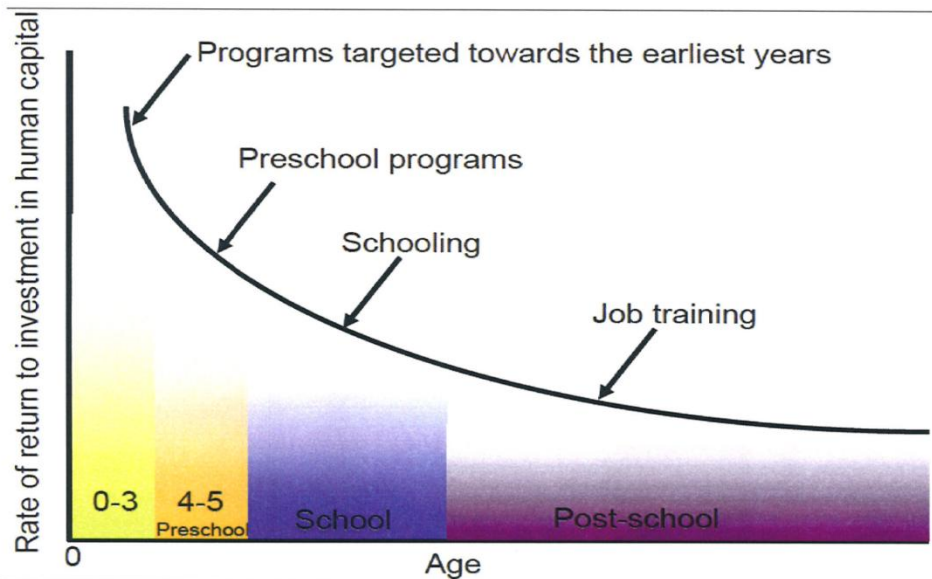 Rate of return to investment in human capital
Programs targeted towards the earliest years
Preschool programs
Schooling
Job training
0-3
4-5
Preschool
School
Post-school
0
Age